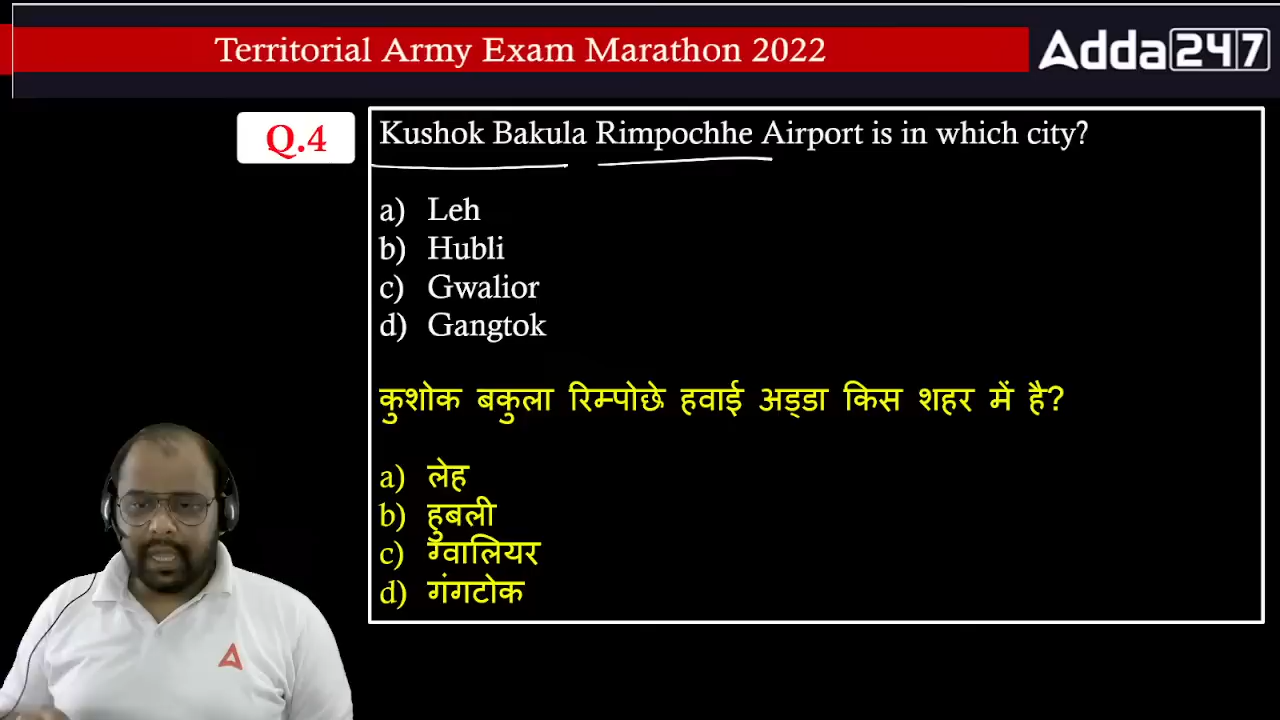 Territorial Army Exam Marathon 2022
Adda247
Q.4
Kushok Bakula Rimpochhe Airport is in which city?
a) Leh
b) Hubli
c) Gwalior
d) Gangtok
कुशोक बकुला रिम्पोछे हवाई अड्डा किस शहर में है?
a) लेह
b) हुबली
c) ग्वालियर
d) गंगटोक